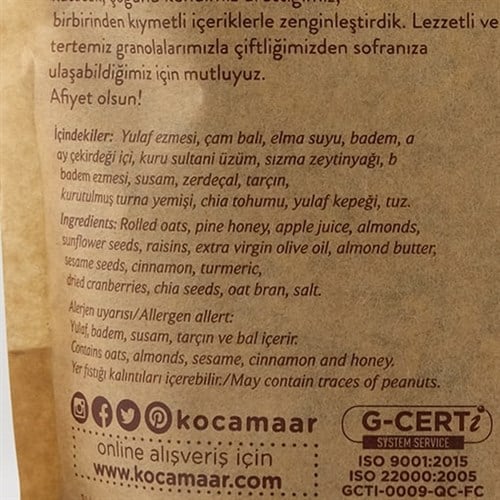 birbirinden kıymetli içeriklerle zenginleştirdik. Lezzetli ve
tertemiz granolalarımızla çiftliğimizden sofranıza
ulaşabildiğimiz için mutluyuz.
Afiyet olsun!
İçindekiler: Yulaf ezmesi, çam balı, elma suyu, badem, a
ay çekirdeği içi, kuru sultani üzüm, sızma zeytinyağı, b
badem ezmesi, susam, zerdeçal, tarçın,
kurutulmuş turna yemişi, chia tohumu, yulaf kepeği, tuz.
Ingredients: Rolled oats, pine honey, apple juice, almonds,
sunflower seeds, raisins, extra virgin olive oil, almond butter,
sesame seeds, cinnamon, turmeric,
dried cranberries, chia seeds, oat bran, salt.
Alerjen uyarısı/Allergen allert:
Yulaf, badem, susam, tarçın ve bal içerir.
Contains oats, almonds, sesame, cinnamon and honey.
Yer fıstığı kalıntıları içerebilir./May contain traces of peanuts.
kocamaar
online alışveriş için
www.kocamaar.com
G-CERTi
SYSTEM SERVICE
ISO 9001:2015
ISO 22000:2005
GCTI-0009-QC-FC